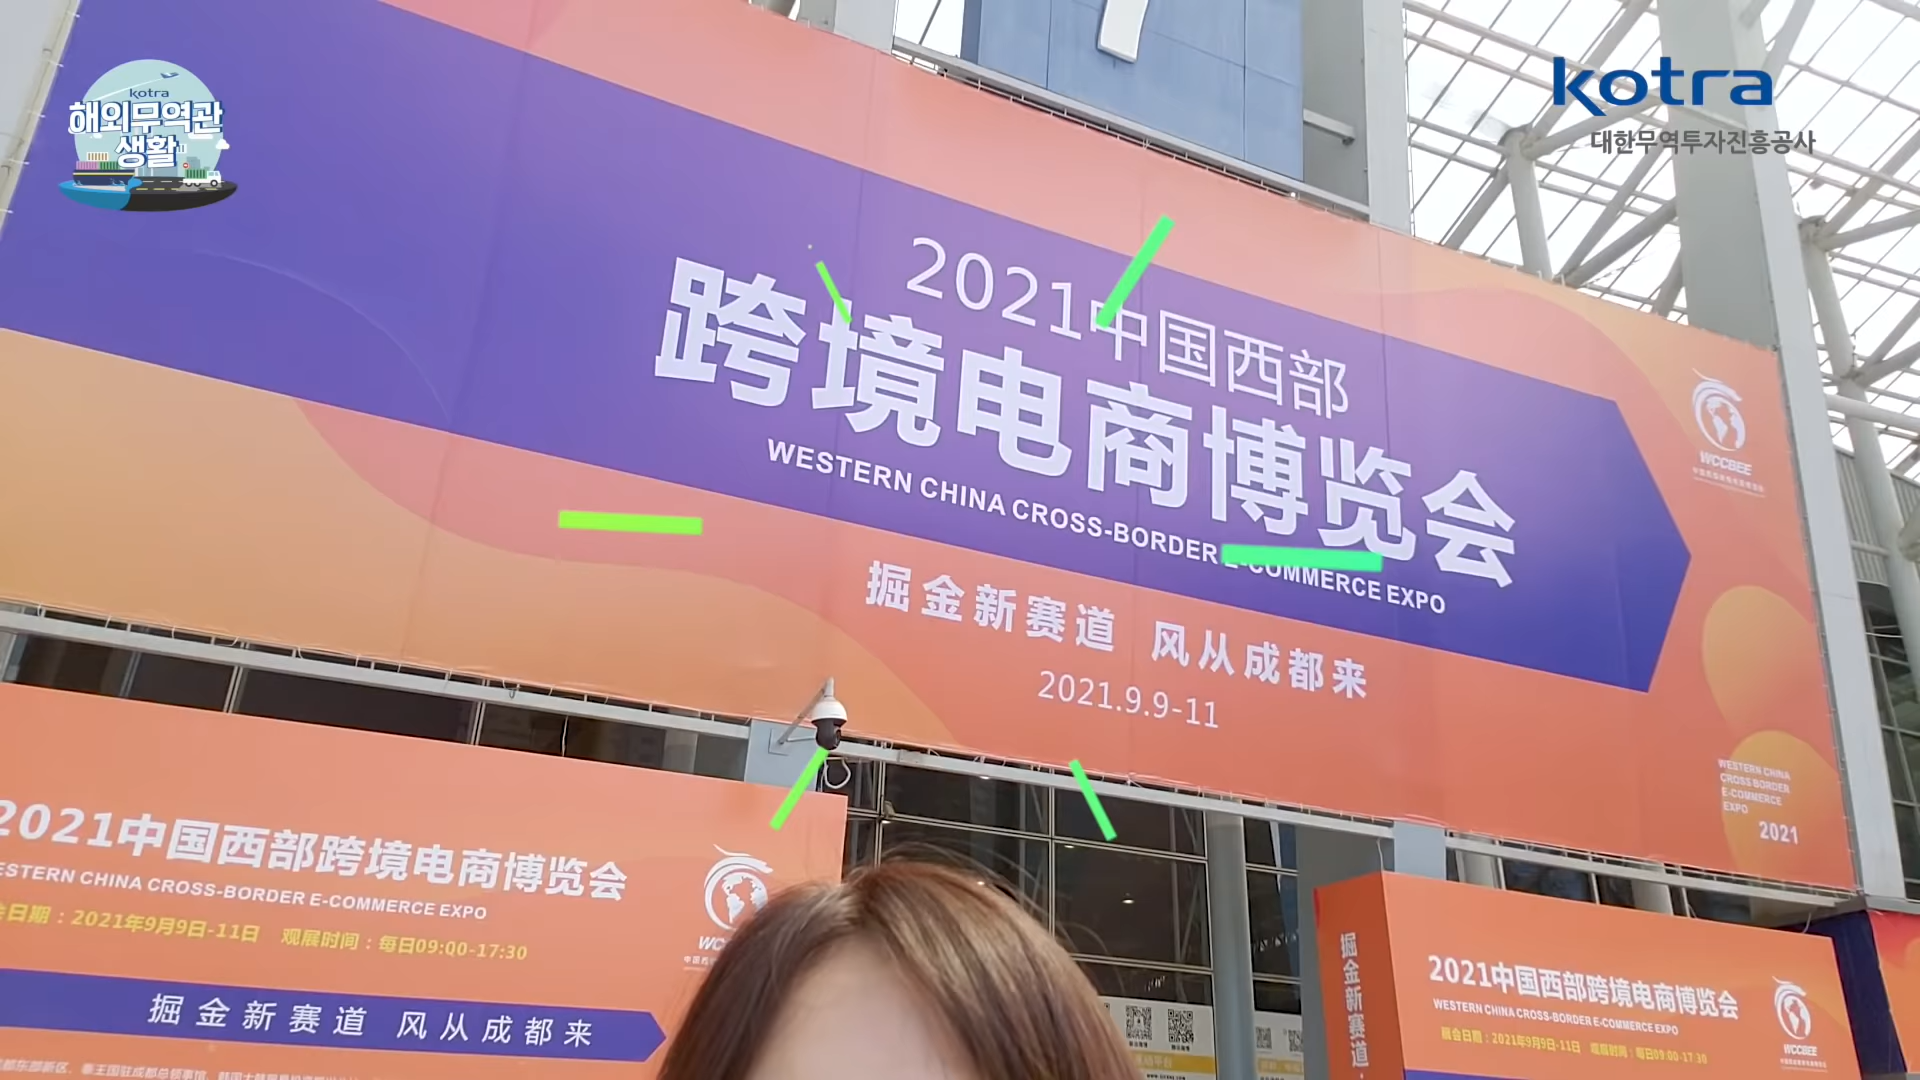 kotra
해외무역관
생활
kotra
대한무역투자진흥공사
2021中国西部
跨境电商博览会
WESTERN CHINA CROSS-BORDER E-COMMERCE EXPO
掘金新赛道 风从成都来
2021.9.9-11
WCCBEE
WESTERN CHINA
CROSS BORDER
E-COMMERCE
EXPO
2021
2021中国西部跨境电商博览会
ESTERN CHINA CROSS-BORDER E-COMMERCE EXPO
会日期：2021年9月9日-11日 观展时间：每日09:00-17:30
掘金新赛道 风从成都来
WC
掘金新赛道
2021中国西部跨境电商博览会
WESTERN CHINA CROSS-BORDER E-COMMERCE EXPO
展会日期：2021年9月9日-11日 观展时间：每日09:00-17:30
WCCBEE